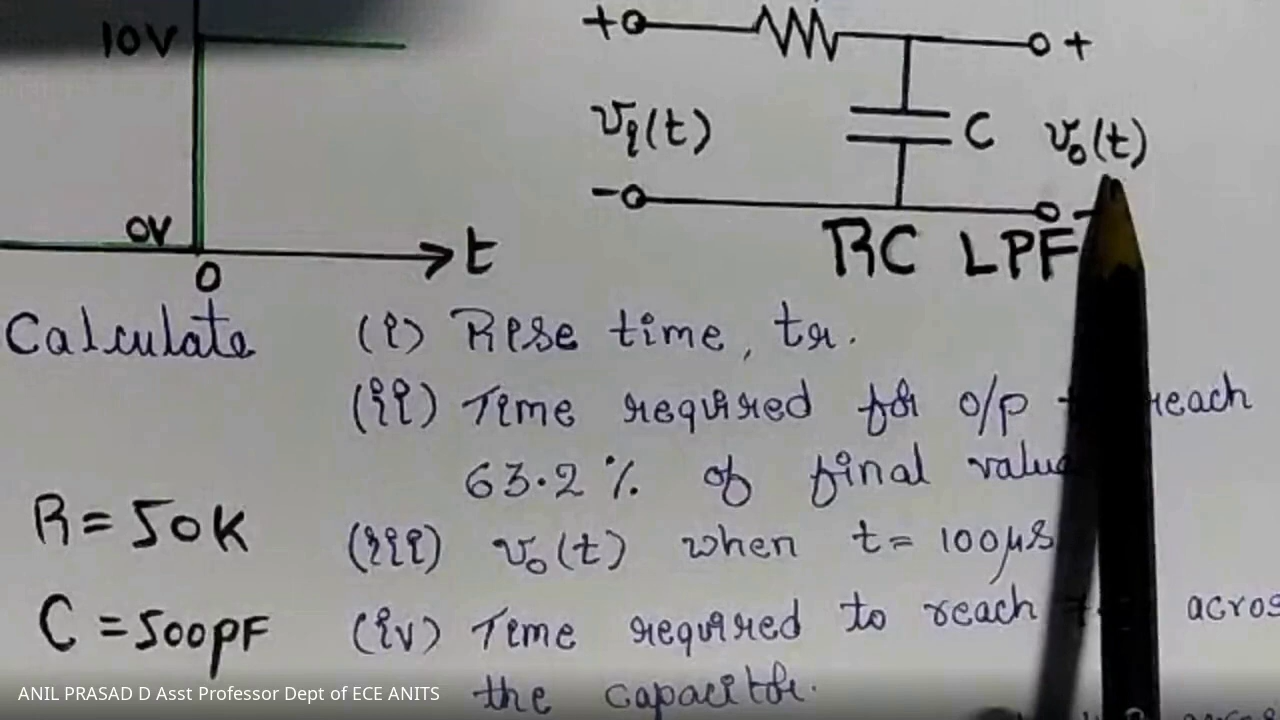 10V
+ +
vi(t) C vo(t)
0V - -
0 t RC LPF
Calculate (i) Rise time, tr.
(ii) Time required for o/p reach
63.2% of final value
R = 50K (iii) vo(t) when t = 100μs
C = 500pF (iv) Time required to reach acros
the capacitor.
ANIL PRASAD D Asst Professor Dept of ECE ANITS